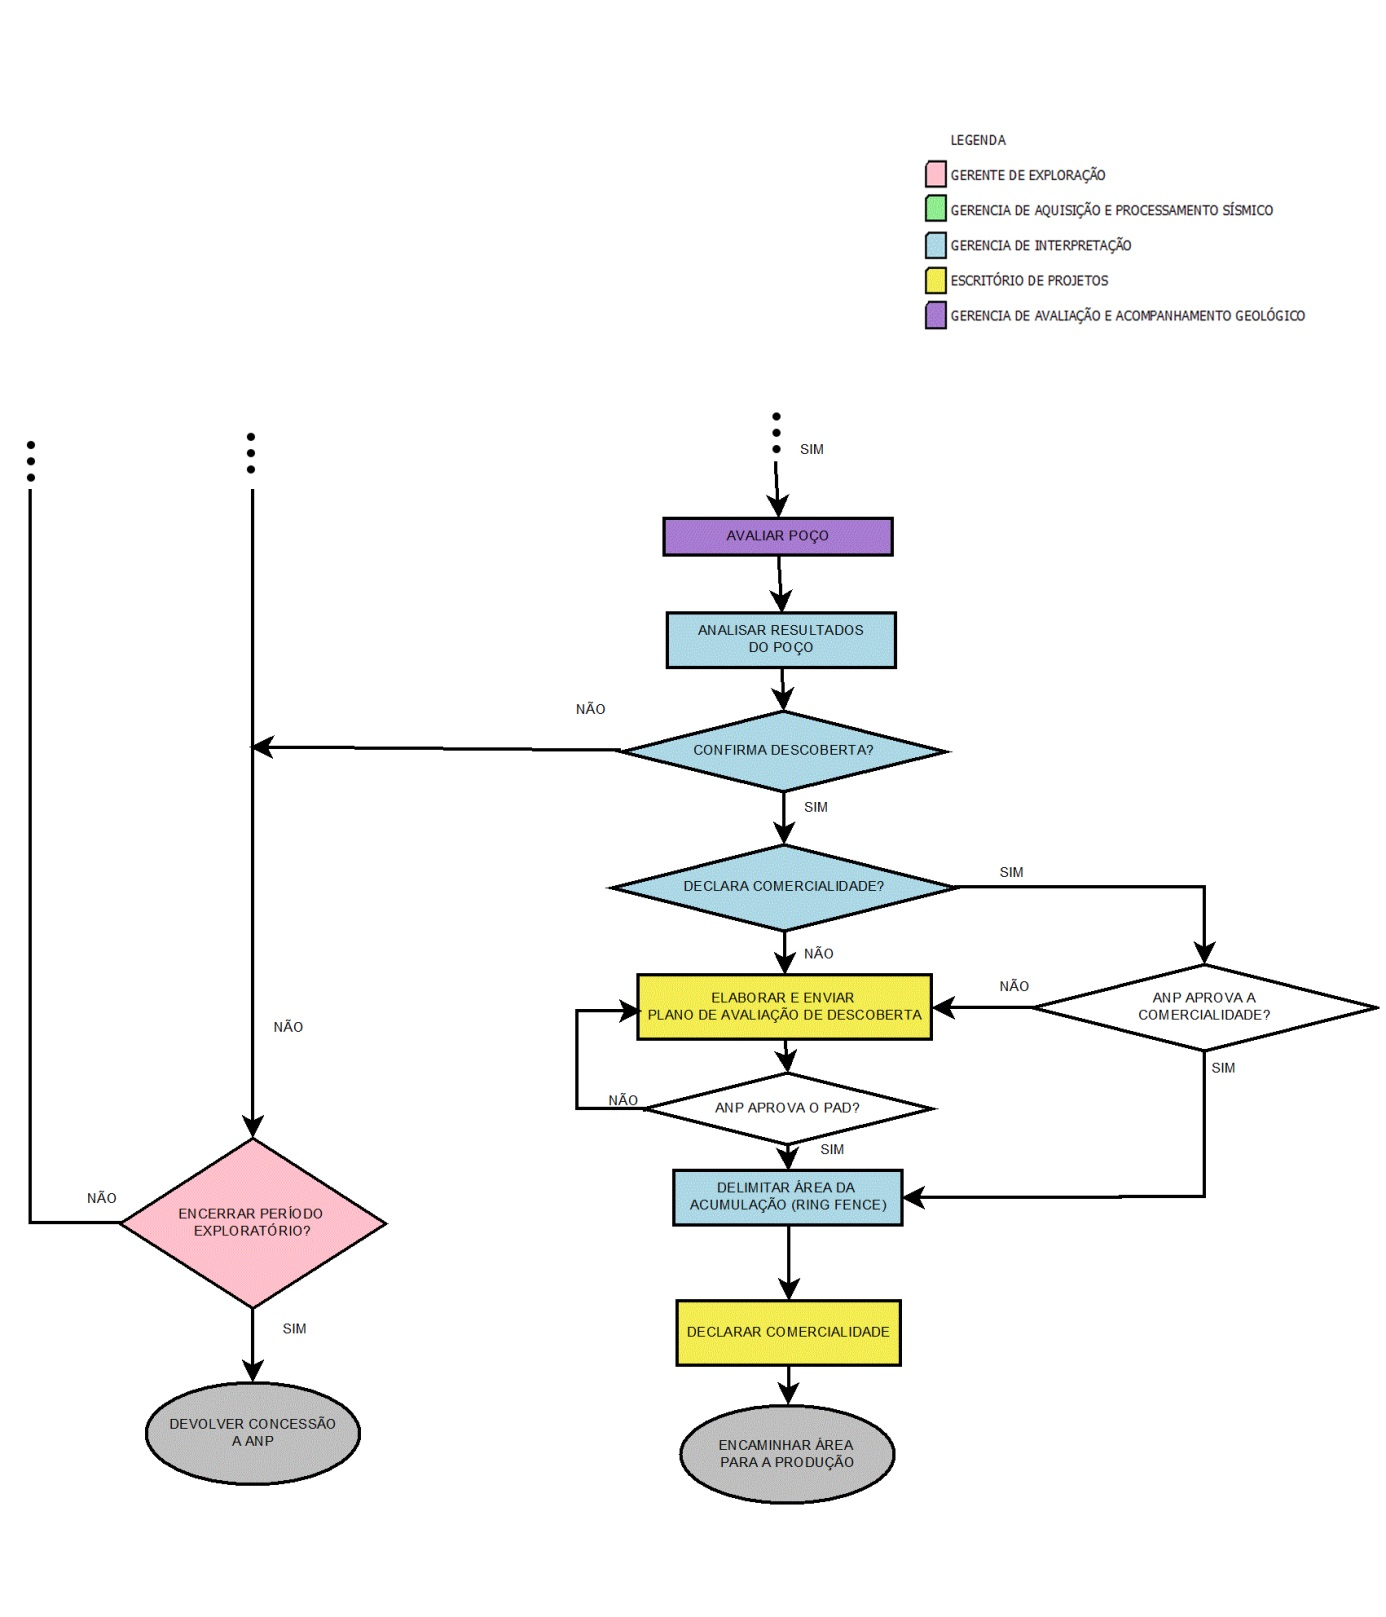 LEGENDA
GERENTE DE EXPLORAÇÃO
GERENCIA DE AQUISIÇÃO E PROCESSAMENTO SÍSMICO
GERENCIA DE INTERPRETAÇÃO
ESCRITÓRIO DE PROJETOS
GERENCIA DE AVALIAÇÃO E ACOMPANHAMENTO GEOLÓGICO
SIM
AVALIAR POÇO
ANALISAR RESULTADOS
DO POÇO
NÃO
CONFIRMA DESCOBERTA?
SIM
DECLARA COMERCIALIDADE?
SIM
NÃO
ELABORAR E ENVIAR
PLANO DE AVALIAÇÃO DE DESCOBERTA
NÃO
ANP APROVA A
COMERCIALIDADE?
SIM
NÃO
NÃO
ANP APROVA O PAD?
SIM
DELIMITAR ÁREA DA
ACUMULAÇÃO (RING FENCE)
NÃO
ENCERRAR PERÍODO
EXPLORATÓRIO?
SIM
DECLARAR COMERCIALIDADE
DEVOLVER CONCESSÃO
A ANP
ENCAMINHAR ÁREA
PARA A PRODUÇÃO